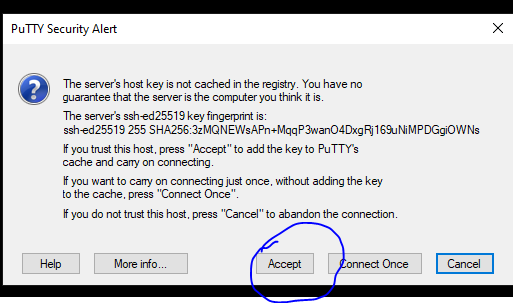 PuTTY Security Alert
The server's host key is not cached in the registry. You have no
guarantee that the server is the computer you think it is.
The server's ssh-ed25519 key fingerprint is:
ssh-ed25519 255 SHA256:3zMQNEWsAPn+MqqP3wanO4DxgRj169uNiMPDGgiOWNs
If you trust this host, press "Accept" to add the key to PuTTY's
cache and carry on connecting.
If you want to carry on connecting just once, without adding the key
to the cache, press "Connect Once".
If you do not trust this host, press "Cancel" to abandon the connection.
Help More info... Accept Connect Once Cancel